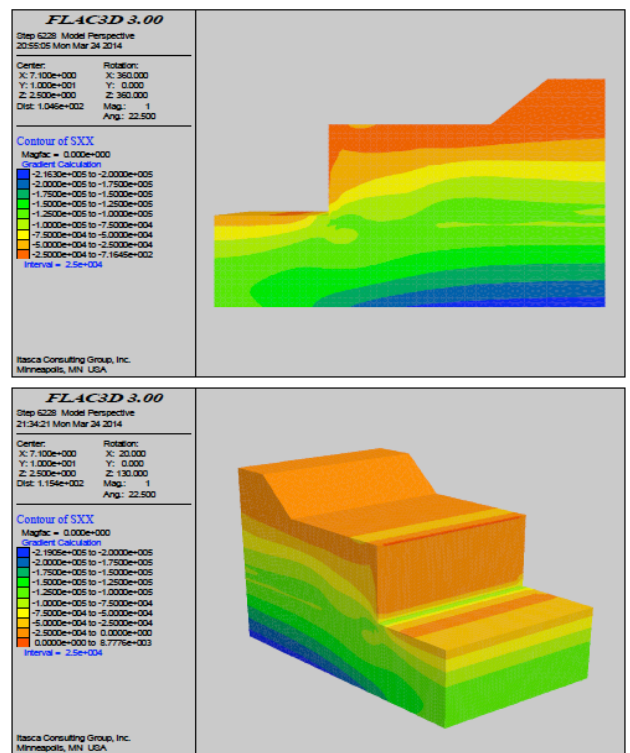 FLAC3D 3.00
Step 6228 Model Perspective
20:55:05 Mon Mar 24 2014
Center: Rotation:
X: 7.100e+000 X: 360.000
Y: 1.000e+001 Y: 0.000
Z: 2.500e+000 Z: 360.000
Dist: 1.046e+002 Mag.: 1
Ang.: 22.500
Contour of SXX
Magfac = 0.000e+000
Gradient Calculation
-2.1630e+005 to -2.0000e+005
-2.0000e+005 to -1.7500e+005
-1.7500e+005 to -1.5000e+005
-1.5000e+005 to -1.2500e+005
-1.2500e+005 to -1.0000e+005
-1.0000e+005 to -7.5000e+004
-7.5000e+004 to -5.0000e+004
-5.0000e+004 to -2.5000e+004
-2.5000e+004 to -7.1645e+002
Interval = 2.5e+004
Itasca Consulting Group, Inc.
Minneapolis, MN USA
FLAC3D 3.00
Step 6228 Model Perspective
21:34:21 Mon Mar 24 2014
Center: Rotation:
X: 7.100e+000 X: 20.000
Y: 1.000e+001 Y: 0.000
Z: 2.500e+000 Z: 130.000
Dist: 1.154e+002 Mag.: 1
Ang.: 22.500
Contour of SXX
Magfac = 0.000e+000
Gradient Calculation
-2.1905e+005 to -2.0000e+005
-2.0000e+005 to -1.7500e+005
-1.7500e+005 to -1.5000e+005
-1.5000e+005 to -1.2500e+005
-1.2500e+005 to -1.0000e+005
-1.0000e+005 to -7.5000e+004
-7.5000e+004 to -5.0000e+004
-5.0000e+004 to -2.5000e+004
-2.5000e+004 to 0.0000e+000
0.0000e+000 to 8.7776e+003
Interval = 2.5e+004
Itasca Consulting Group, Inc.
Minneapolis, MN USA